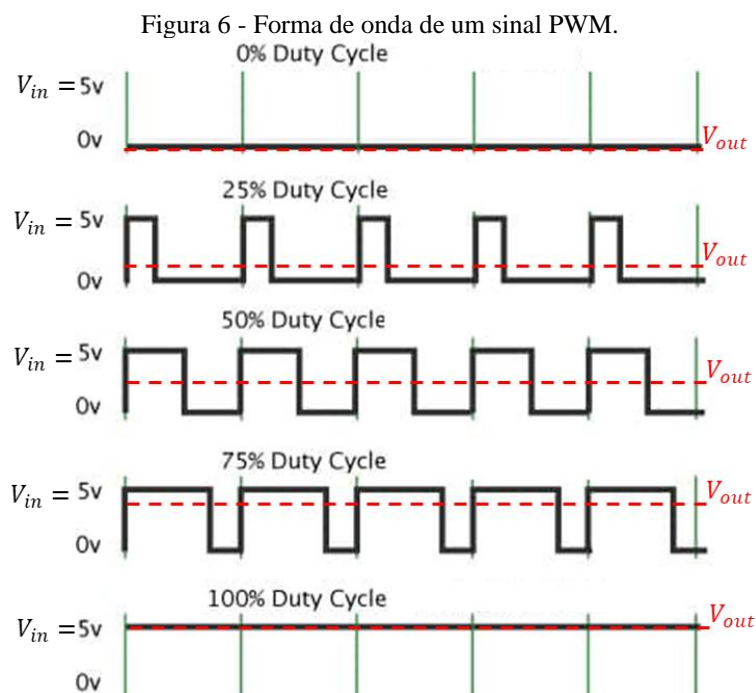 Figura 6 - Forma de onda de um sinal PWM.
0% Duty Cycle
V_in = 5v
0v
V_out
25% Duty Cycle
V_in = 5v
V_out
0v
50% Duty Cycle
V_in = 5v
V_out
0v
75% Duty Cycle
V_in = 5v
V_out
0v
100% Duty Cycle
V_out
V_in = 5v
0v